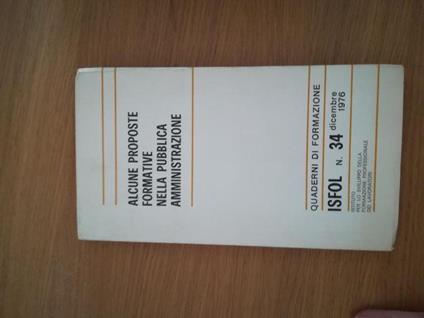 ALCUNE PROPOSTE
FORMATIVE
NELLA PUBBLICA
AMMINISTRAZIONE
QUADERNI DI FORMAZIONE
ISFOL N. 34 dicembre
1976
ISTITUTO
PER LO SVILUPPO DELLA
FORMAZIONE PROFESSIONALE
DEI LAVORATORI